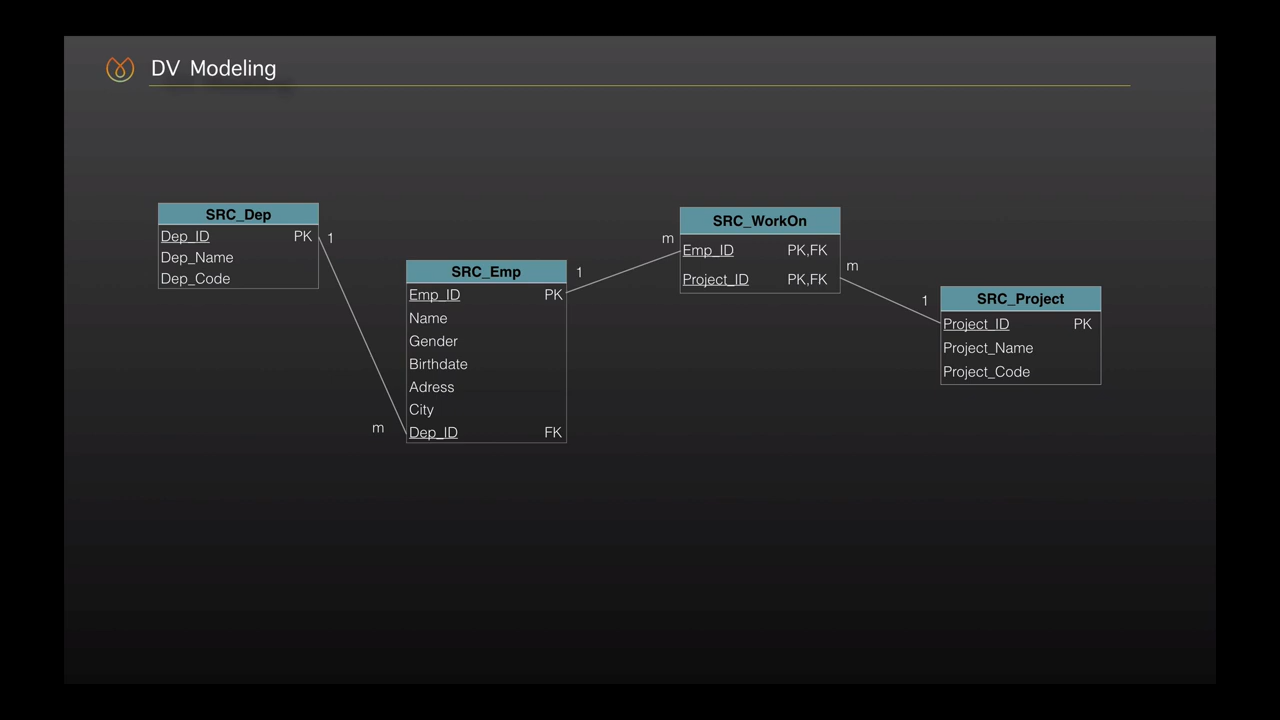 DV Modeling
SRC_Dep
Dep_ID PK
Dep_Name
Dep_Code
1
m
SRC_Emp
Emp_ID PK
Name
Gender
Birthdate
Adress
City
Dep_ID FK
1
m
SRC_WorkOn
Emp_ID PK,FK
Project_ID PK,FK
m
1
SRC_Project
Project_ID PK
Project_Name
Project_Code